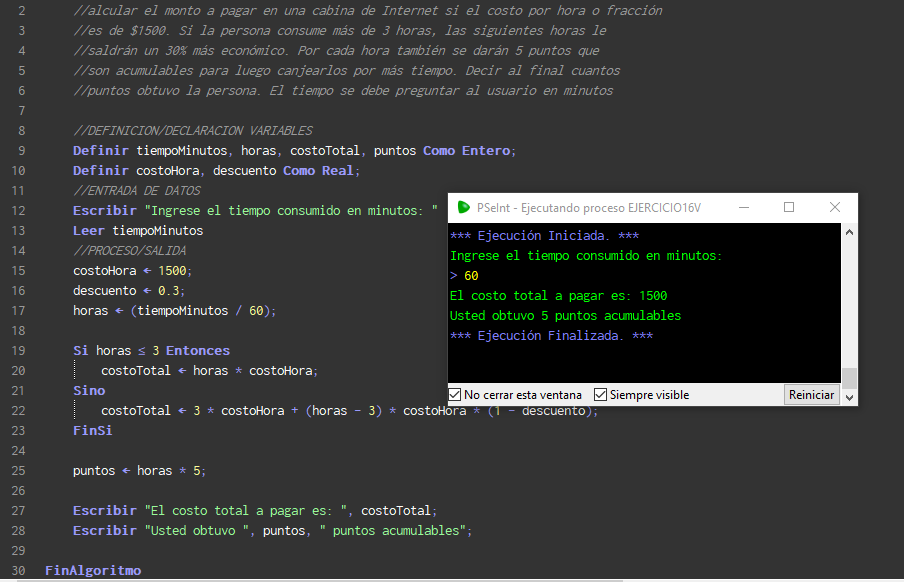 2 //alcular el monto a pagar en una cabina de Internet si el costo por hora o fracción
3 //es de $1500. Si la persona consume más de 3 horas, las siguientes horas le
4 //saldrán un 30% más económico. Por cada hora también se darán 5 puntos que
5 //son acumulables para luego canjearlos por más tiempo. Decir al final cuantos
6 //puntos obtuvo la persona. El tiempo se debe preguntar al usuario en minutos
7
8 //DEFINICION/DECLARACION VARIABLES
9 Definir tiempoMinutos, horas, costoTotal, puntos Como Entero;
10 Definir costoHora, descuento Como Real;
11 //ENTRADA DE DATOS
12 Escribir "Ingrese el tiempo consumido en minutos: "
13 Leer tiempoMinutos
14 //PROCESO/SALIDA
15 costoHora ← 1500;
16 descuento ← 0.3;
17 horas ← (tiempoMinutos / 60);
18
19 Si horas ≤ 3 Entonces
20 costoTotal ← horas * costoHora;
21 Sino
22 costoTotal ← 3 * costoHora + (horas - 3) * costoHora * (1 - descuento);
23 FinSi
24
25 puntos ← horas * 5;
26
27 Escribir "El costo total a pagar es: ", costoTotal;
28 Escribir "Usted obtuvo ", puntos, " puntos acumulables";
29
30 FinAlgoritmo
PSeInt - Ejecutando proceso EJERCICIO16V
*** Ejecución Iniciada. ***
Ingrese el tiempo consumido en minutos:
> 60
El costo total a pagar es: 1500
Usted obtuvo 5 puntos acumulables
*** Ejecución Finalizada. ***
No cerrar esta ventana Siempre visible Reiniciar